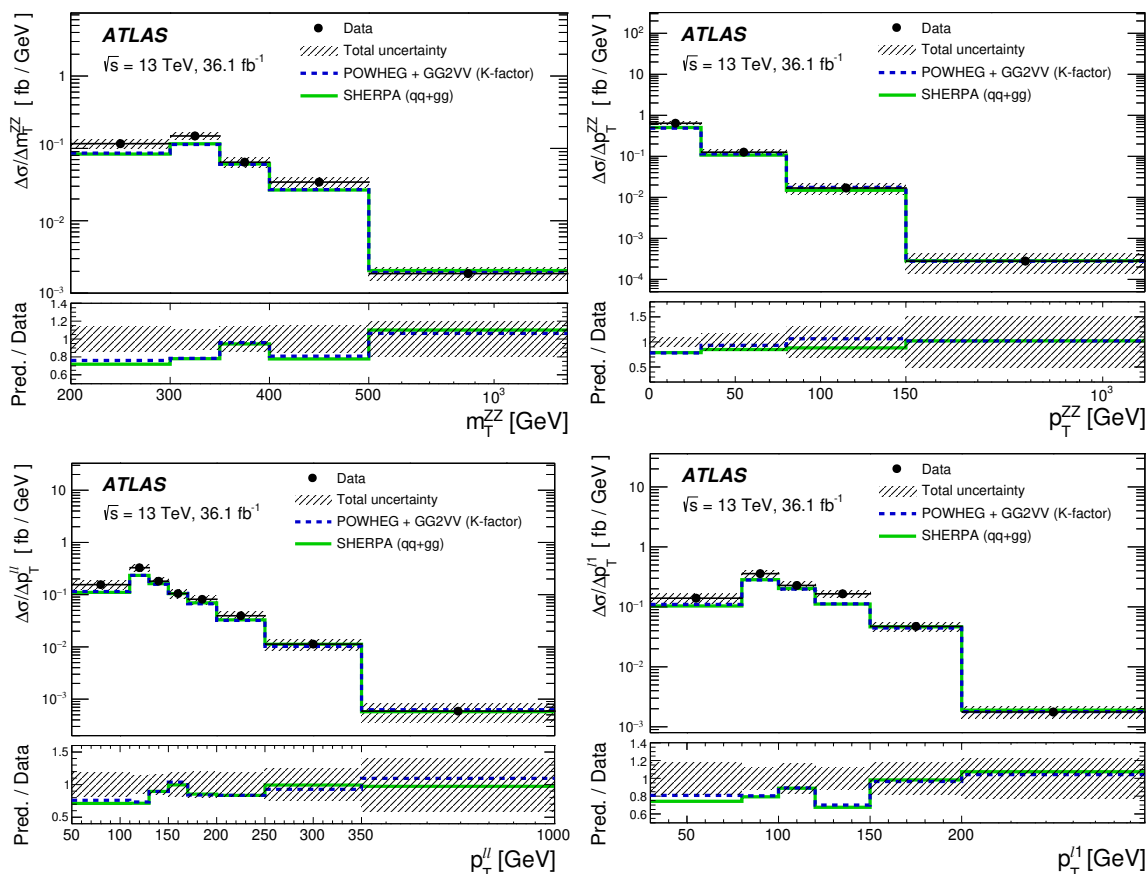 ATLAS
√s = 13 TeV, 36.1 fb⁻¹
Data
Total uncertainty
POWHEG + GG2VV (K-factor)
SHERPA (qq+gg)
Δσ/Δm_T^ZZ [ fb / GeV]
1
10⁻¹
10⁻²
10⁻³
Pred. / Data
1.4
1.2
1
0.8
0.6
200 300 400 500 10³
m_T^ZZ [GeV]
ATLAS
√s = 13 TeV, 36.1 fb⁻¹
Data
Total uncertainty
POWHEG + GG2VV (K-factor)
SHERPA (qq+gg)
Δσ/Δp_T^ZZ [ fb / GeV]
10²
10
1
10⁻¹
10⁻²
10⁻³
10⁻⁴
Pred. / Data
1.5
1
0.5
0 50 100 150 10³
p_T^ZZ [GeV]
ATLAS
√s = 13 TeV, 36.1 fb⁻¹
Data
Total uncertainty
POWHEG + GG2VV (K-factor)
SHERPA (qq+gg)
Δσ/Δp_T^ll [ fb / GeV]
10
1
10⁻¹
10⁻²
10⁻³
Pred. / Data
1.5
1
0.5
50 100 150 200 250 300 350 1000
p_T^ll [GeV]
ATLAS
√s = 13 TeV, 36.1 fb⁻¹
Data
Total uncertainty
POWHEG + GG2VV (K-factor)
SHERPA (qq+gg)
Δσ/Δp_T^l1 [ fb / GeV]
10
1
10⁻¹
10⁻²
10⁻³
Pred. / Data
1.4
1.2
1
0.8
0.6
50 100 150 200
p_T^l1 [GeV]